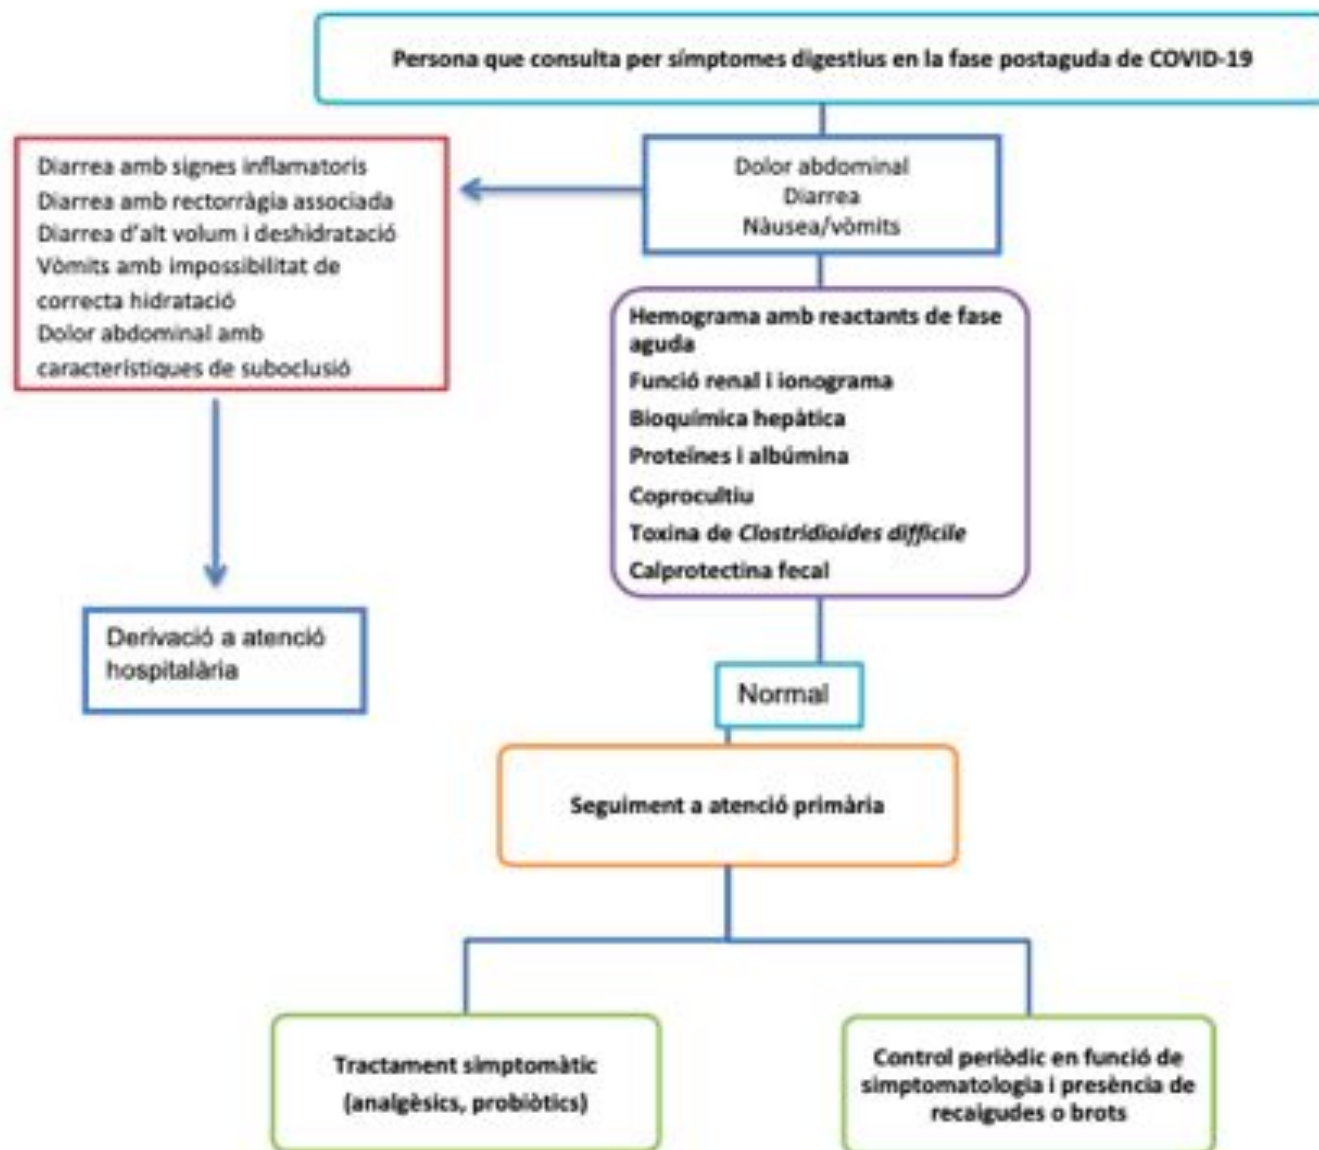 Persona que consulta per símptomes digestius en la fase postaguda de COVID-19
Dolor abdominal
Diarrea
Nàusea/vòmits
Diarrea amb signes inflamatoris
Diarrea amb rectorràgia associada
Diarrea d'alt volum i deshidratació
Vòmits amb impossibilitat de
correcta hidratació
Dolor abdominal amb
característiques de suboclusió
Derivació a atenció
hospitalària
Hemograma amb reactants de fase
aguda
Funció renal i ionograma
Bioquímica hepàtica
Proteïnes i albúmina
Coprocultiu
Toxina de Clostridioides difficile
Calprotectina fecal
Normal
Seguiment a atenció primària
Tractament simptomàtic
(analgèsics, probiòtics)
Control periòdic en funció de
simptomatologia i presència de
recaigudes o brots